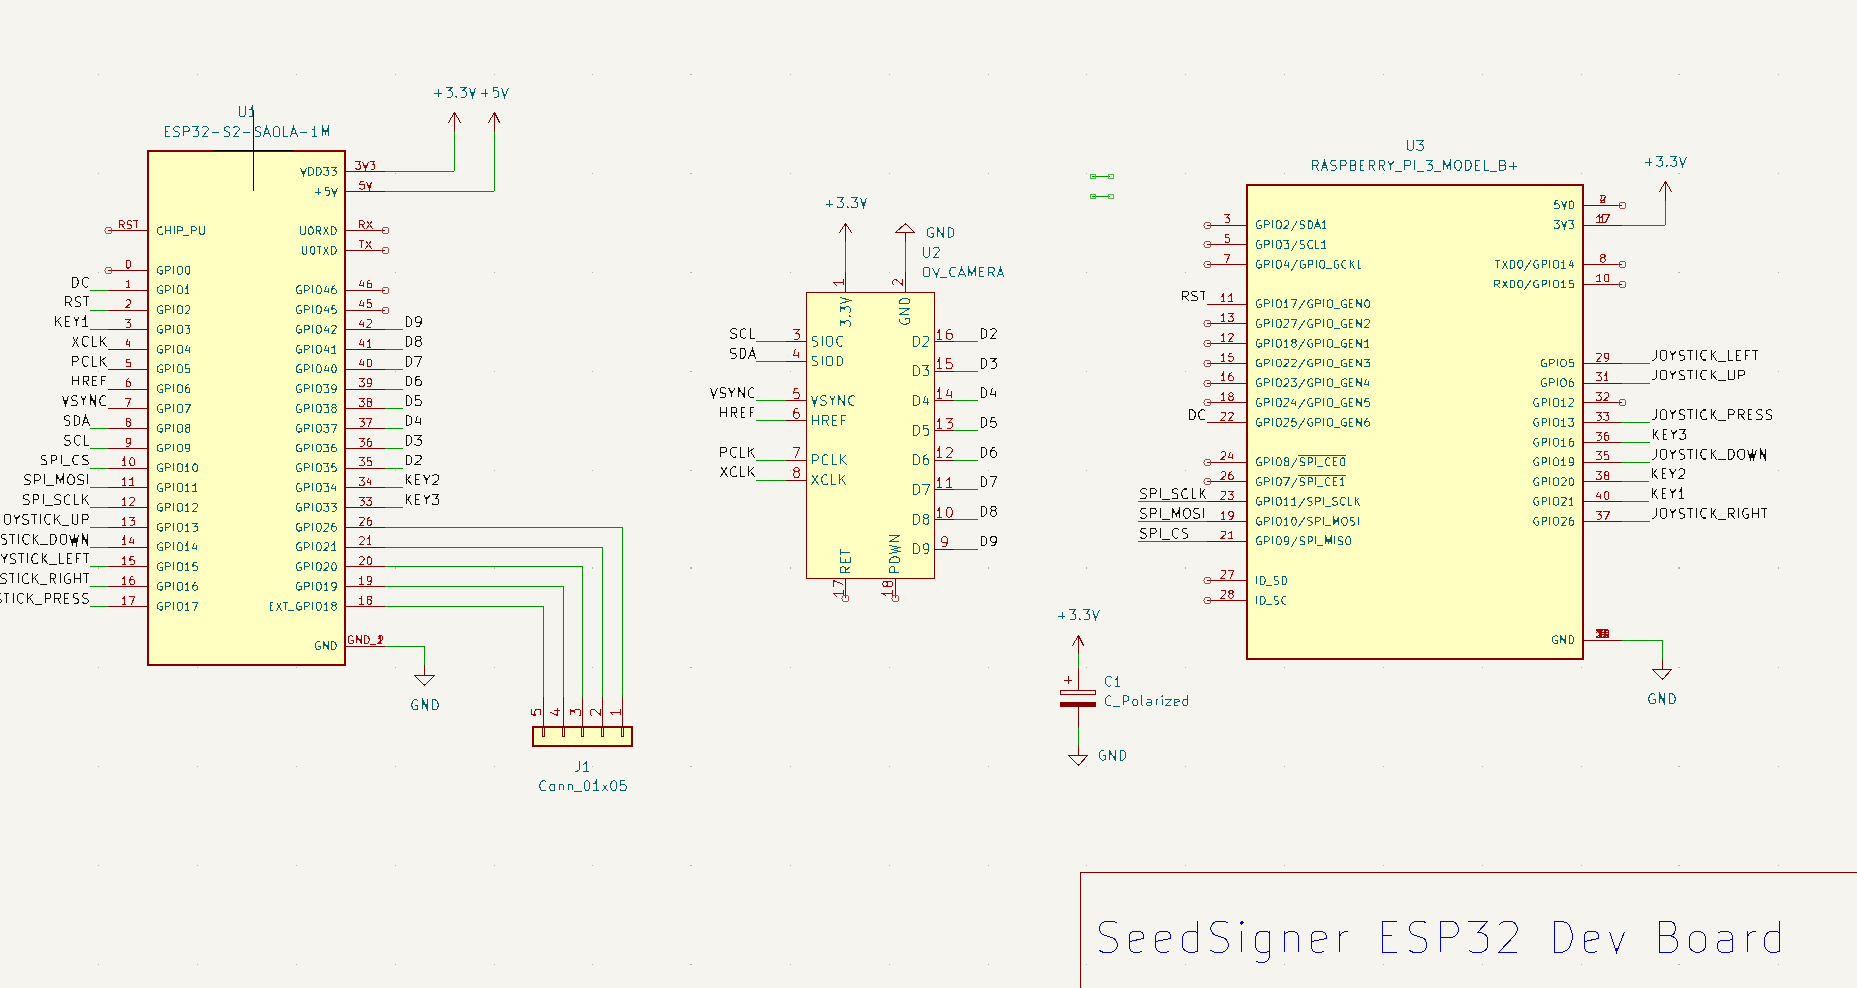 U1
ESP32-S2-SAOLA-1M
+3.3V +5V
VDD33 3V3
+5V 5V
RST CHIP_PU
U0RXD RX
U0TXD TX
0 GPIO0
DC 1 GPIO1
GPIO46 46
RST 2 GPIO2
GPIO45 45
KEY1 3 GPIO3
GPIO42 42 D9
XCLK 4 GPIO4
GPIO41 41 D8
PCLK 5 GPIO5
GPIO40 40 D7
HREF 6 GPIO6
GPIO39 39 D6
VSYNC 7 GPIO7
GPIO38 38 D5
SDA 8 GPIO8
GPIO37 37 D4
SCL 9 GPIO9
GPIO36 36 D3
SPI_CS 10 GPIO10
GPIO35 35 D2
SPI_MOSI 11 GPIO11
GPIO34 34 KEY2
SPI_SCLK 12 GPIO12
GPIO33 33 KEY3
OYSTICK_UP 13 GPIO13
GPIO26 26
STICK_DOWN 14 GPIO14
GPIO21 21
YSTICK_LEFT 15 GPIO15
GPIO20 20
STICK_RIGHT 16 GPIO16
GPIO19 19
STICK_PRESS 17 GPIO17
EXT_GPIO18 18
GND
GND
5 4 3 2 1
J1
Conn_01x05
+3.3V
GND
U2
OV_CAMERA
1 2
3.3V GND
SCL 3 SIOC
D2 16 D2
SDA 4 SIOD
D3 15 D3
VSYNC 5 VSYNC
D4 14 D4
HREF 6 HREF
D5 13 D5
PCLK 7 PCLK
D6 12 D6
XCLK 8 XCLK
D7 11 D7
D8 10 D8
D9 9 D9
RET PDWN
17 18
+3.3V
+
C1
C_Polarized
GND
U3
RASPBERRY_PI_3_MODEL_B+
+3.3V
5V0
3 GPIO2/SDA1
3V3
5 GPIO3/SCL1
7 GPIO4/GPIO_GCKL
TXD0/GPIO14 8
RXD0/GPIO15 10
RST 11 GPIO17/GPIO_GEN0
13 GPIO27/GPIO_GEN2
12 GPIO18/GPIO_GEN1
15 GPIO22/GPIO_GEN3
GPIO5 29 JOYSTICK_LEFT
16 GPIO23/GPIO_GEN4
GPIO6 31 JOYSTICK_UP
18 GPIO24/GPIO_GEN5
GPIO12 32
DC 22 GPIO25/GPIO_GEN6
GPIO13 33 JOYSTICK_PRESS
GPIO16 36 KEY3
24 GPIO8/SPI_CE0
GPIO19 35 JOYSTICK_DOWN
26 GPIO7/SPI_CE1
GPIO20 38 KEY2
SPI_SCLK 23 GPIO11/SPI_SCLK
GPIO21 40 KEY1
SPI_MOSI 19 GPIO10/SPI_MOSI
GPIO26 37 JOYSTICK_RIGHT
SPI_CS 21 GPIO9/SPI_MISO
27 ID_SD
28 ID_SC
GND
GND
SeedSigner ESP32 Dev Board